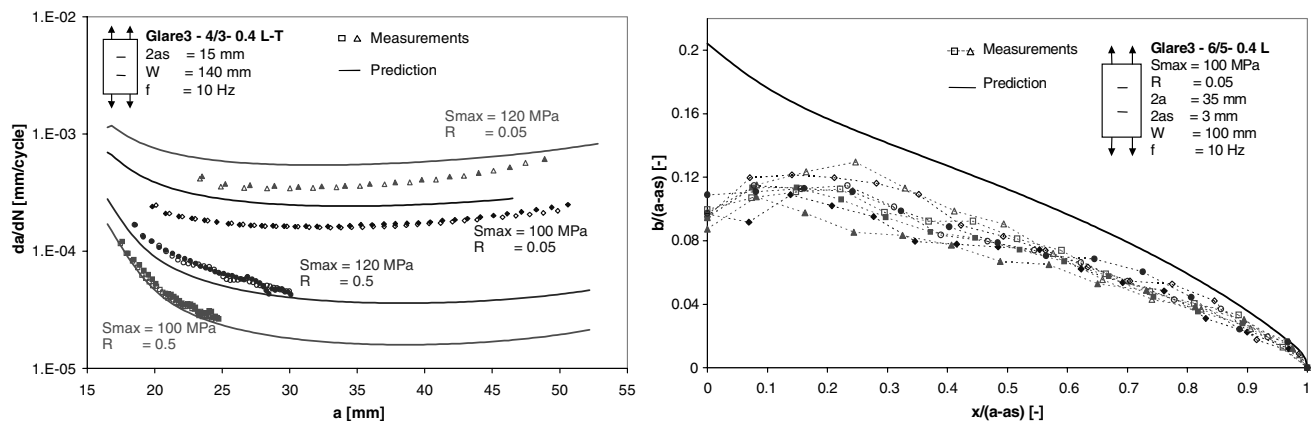 1.E-02
1.E-03
1.E-04
1.E-05
da/dN [mm/cycle]
Glare3 - 4/3- 0.4 L-T
2as = 15 mm
W = 140 mm
f = 10 Hz
Measurements
Prediction
Smax = 120 MPa
R = 0.05
Smax = 100 MPa
R = 0.05
Smax = 120 MPa
R = 0.5
Smax = 100 MPa
R = 0.5
15 20 25 30 35 40 45 50 55
a [mm]
0.2
0.16
0.12
0.08
0.04
0
b/(a-as) [-]
Measurements
Prediction
Glare3 - 6/5- 0.4 L
Smax = 100 MPa
R = 0.05
2a = 35 mm
2as = 3 mm
W = 100 mm
f = 10 Hz
0 0.1 0.2 0.3 0.4 0.5 0.6 0.7 0.8 0.9 1
x/(a-as) [-]